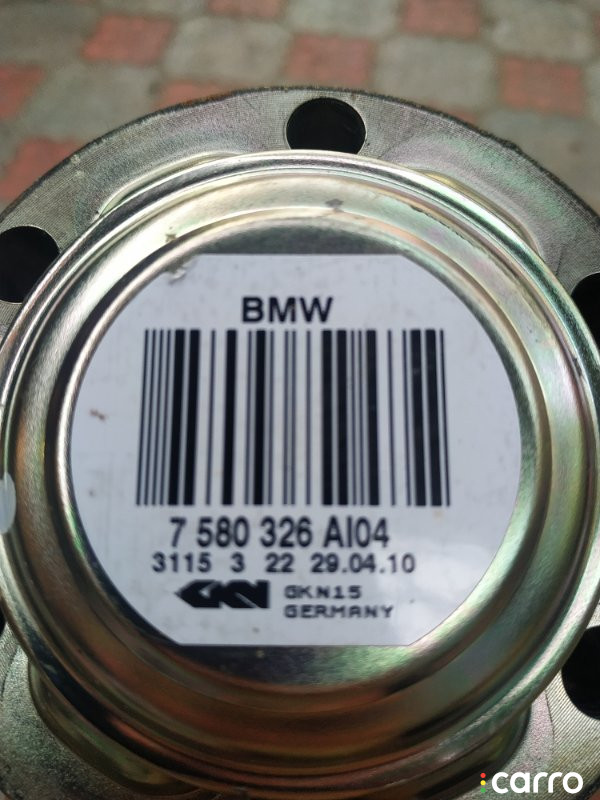 BMW
7 580 326 AI04
3115 3 22 29.04.10
GKN GKN15
GERMANY
carro